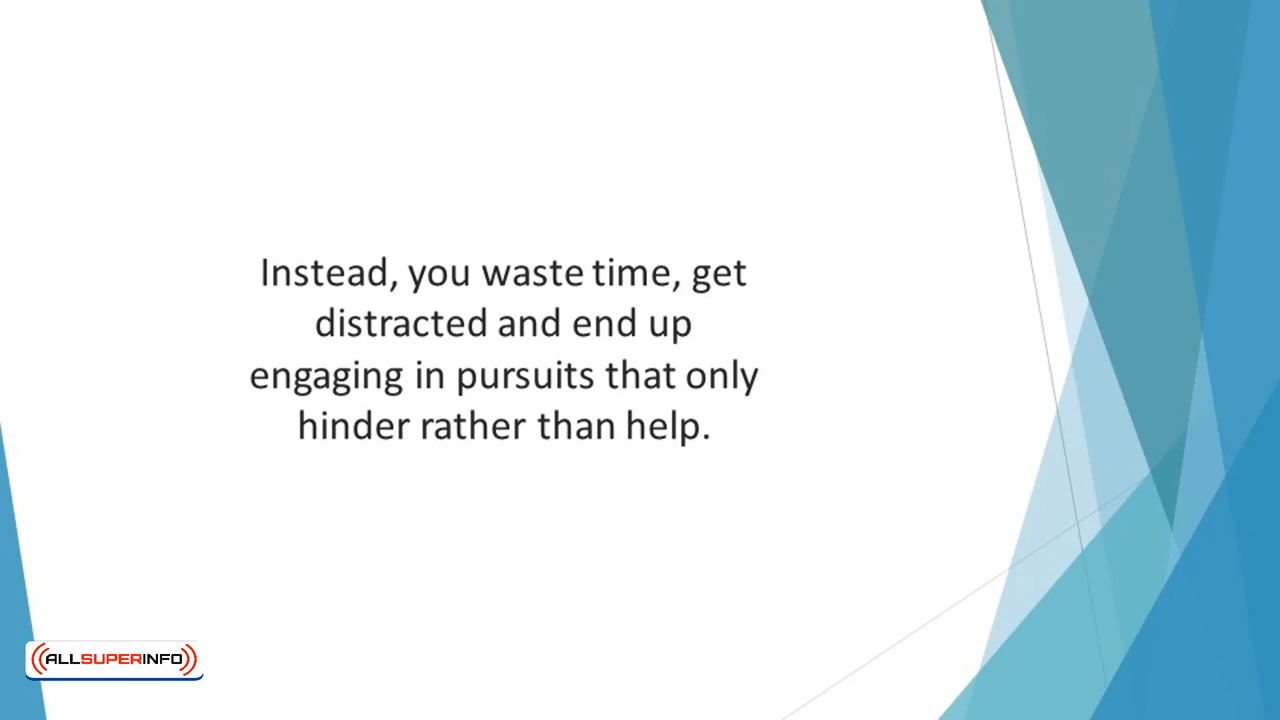 Instead, you waste time, get
distracted and end up
engaging in pursuits that only
hinder rather than help.
ALLSUPERINFO